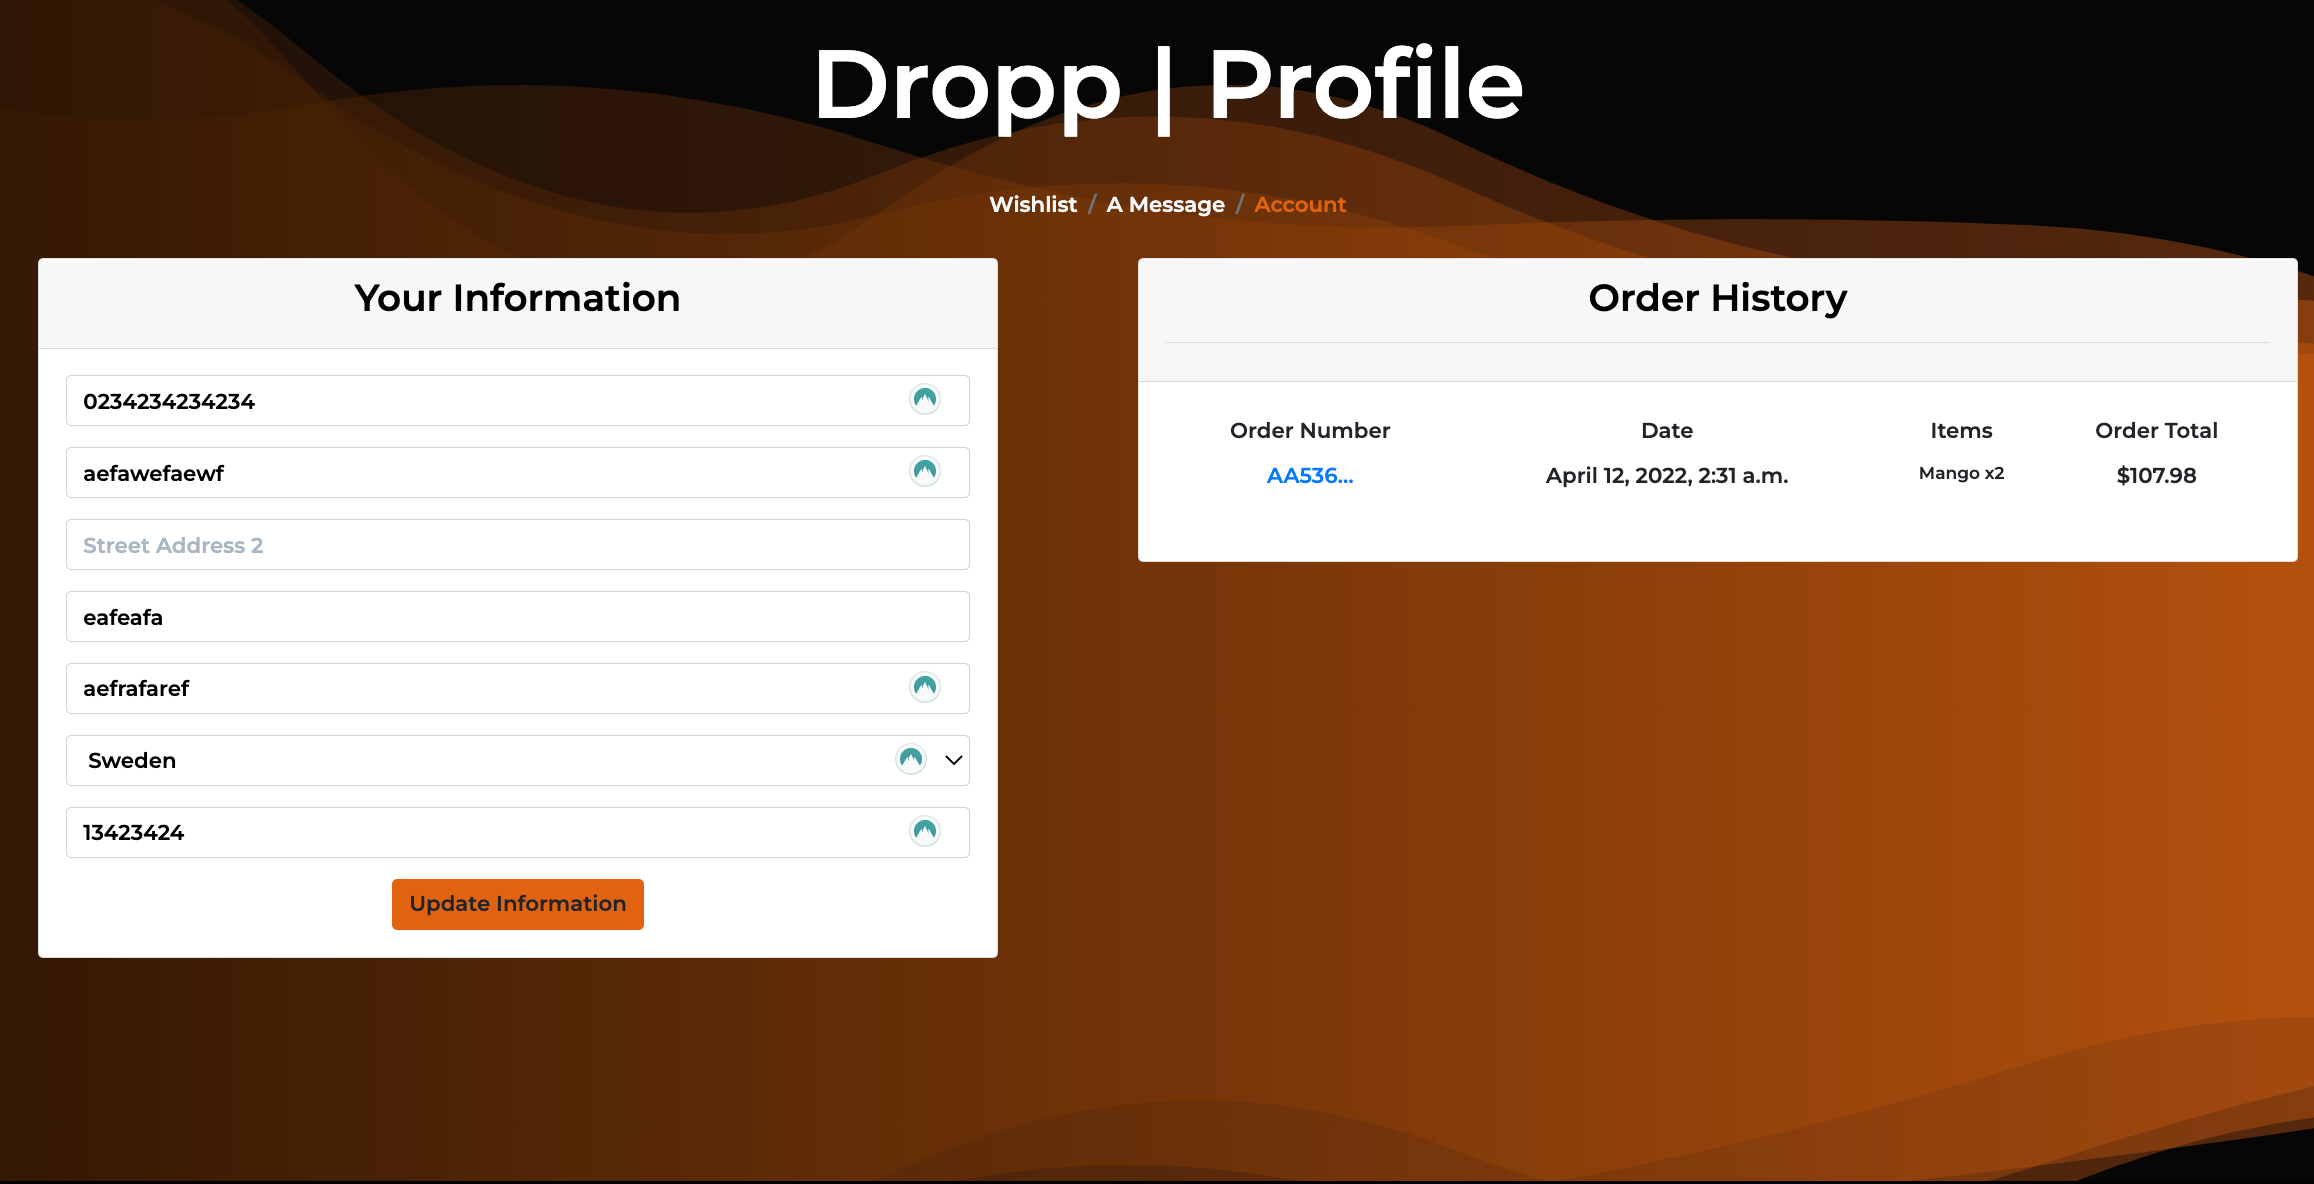 Dropp | Profile
Wishlist / A Message / Account
Your Information
0234234234234
aefawefaewf
Street Address 2
eafeafa
aefrafaref
Sweden
13423424
Update Information
Order History
Order Number Date Items Order Total
AA536... April 12, 2022, 2:31 a.m. Mango x2 $107.98